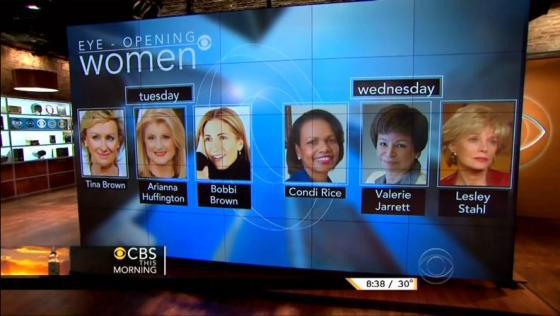 EYE - OPENING
women
tuesday
wednesday
Tina Brown
Arianna
Huffington
Bobbi
Brown
Condi Rice
Valerie
Jarrett
Lesley
Stahl
CBS
THIS
MORNING
8:38 / 30°